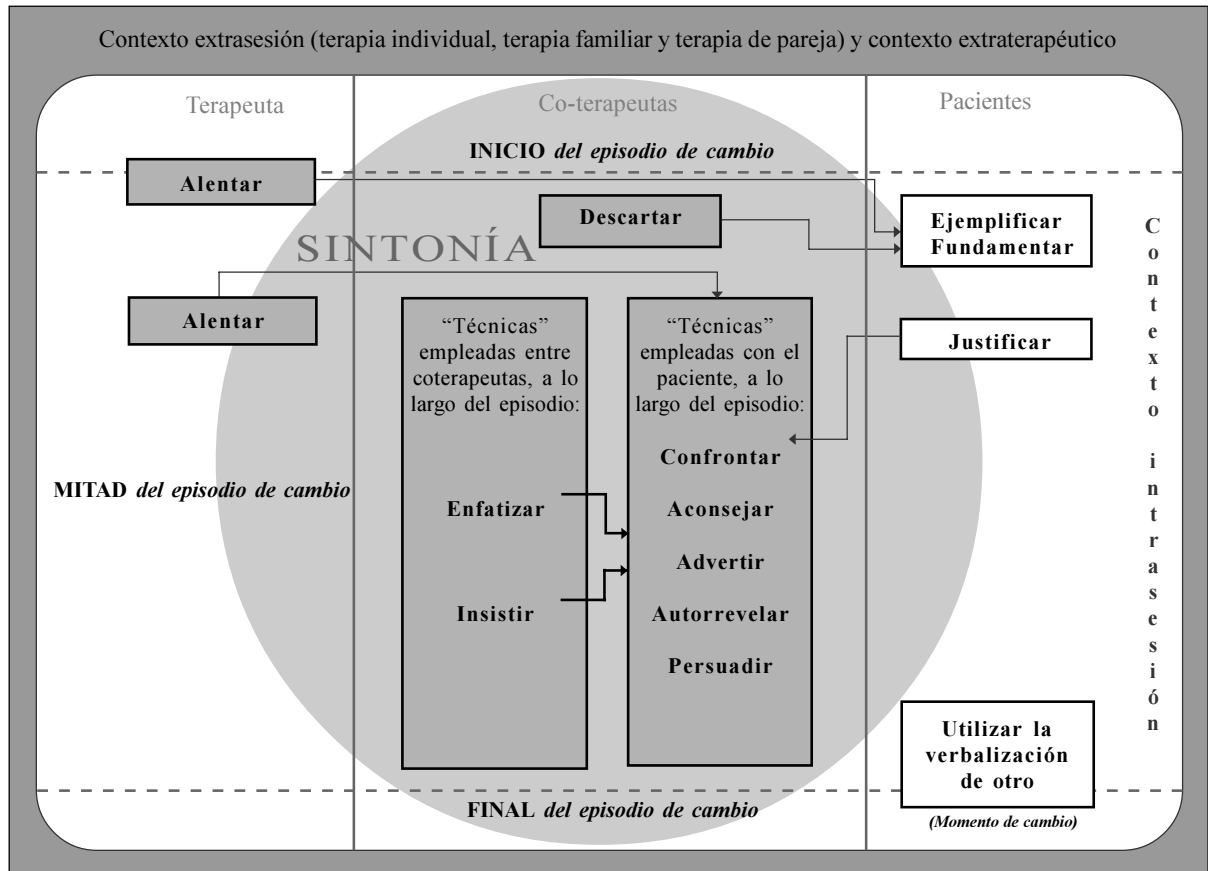 Contexto extrasesión (terapia individual, terapia familiar y terapia de pareja) y contexto extraterapéutico
Terapeuta
Co-terapeutas
Pacientes
INICIO del episodio de cambio
Alentar
Descartar
Ejemplificar
Fundamentar
SINTONÍA
Alentar
“Técnicas”
empleadas entre
coterapeutas, a lo
largo del episodio:
Enfatizar
Insistir
“Técnicas”
empleadas con el
paciente, a lo
largo del episodio:
Confrontar
Aconsejar
Advertir
Autorrevelar
Persuadir
Justificar
Contexto intrasesión
MITAD del episodio de cambio
Utilizar la
verbalización
de otro
(Momento de cambio)
FINAL del episodio de cambio